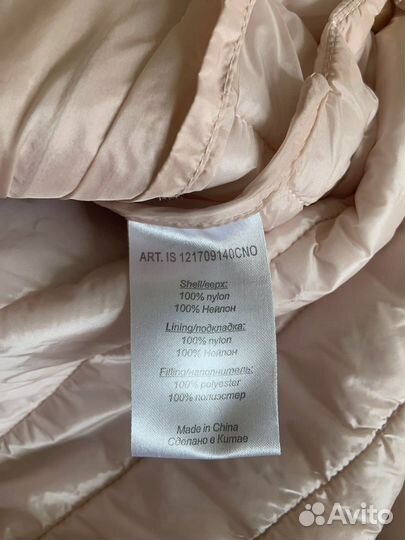 ART. IS 121709140CNO
Shell/верх:
100% nylon
100% Нейлон
Lining/подкладка:
100% nylon
100% Нейлон
Filling/наполнитель:
100% polyester
100% полиэстер
Made in China
Сделано в Китае
Avito